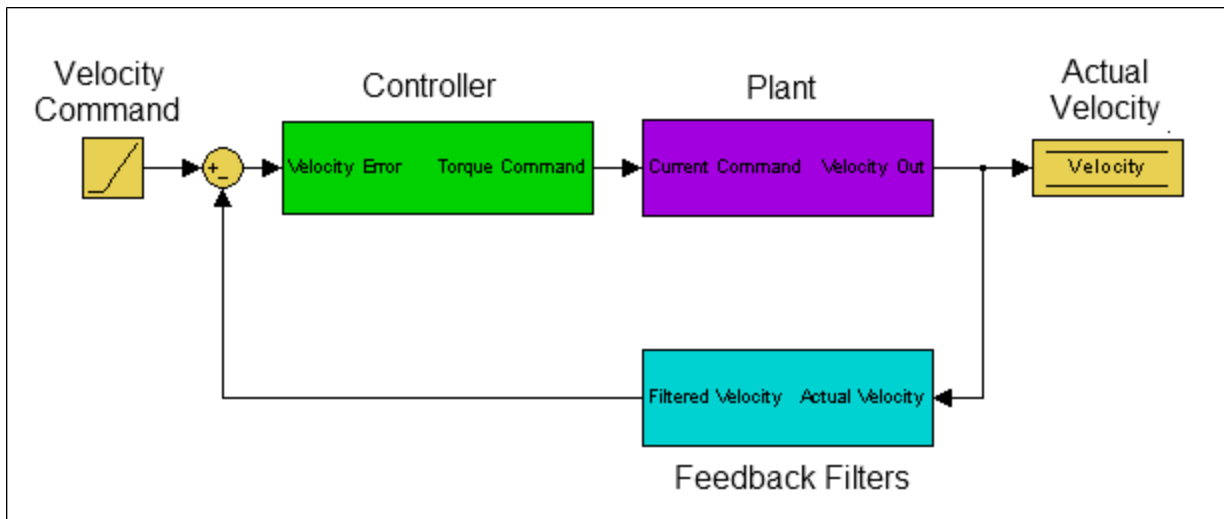 Velocity
Command
Controller
Plant
Actual
Velocity
+
-
Velocity Error
Torque Command
Current Command
Velocity Out
Velocity
Filtered Velocity
Actual Velocity
Feedback Filters